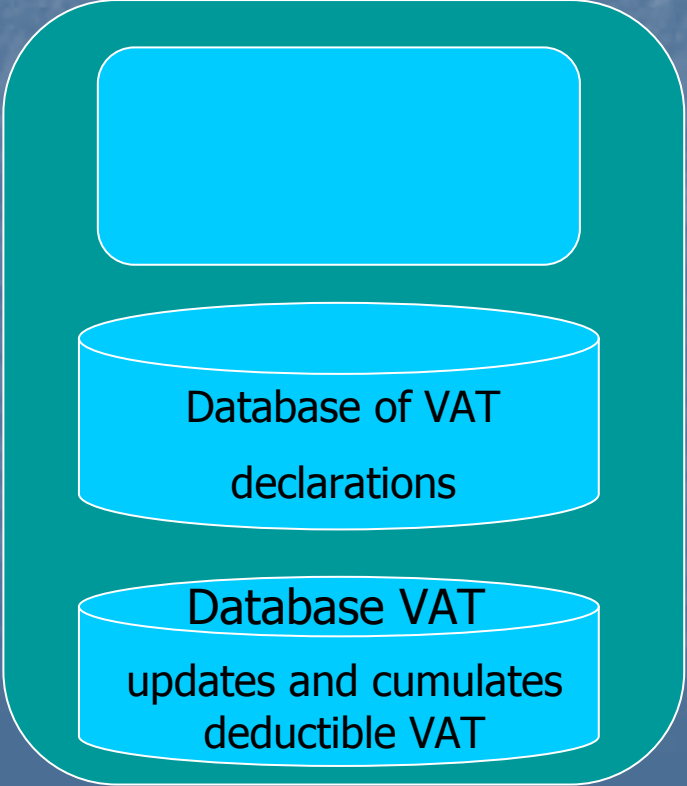 Database of VAT
declarations
Database VAT
updates and cumulates
deductible VAT